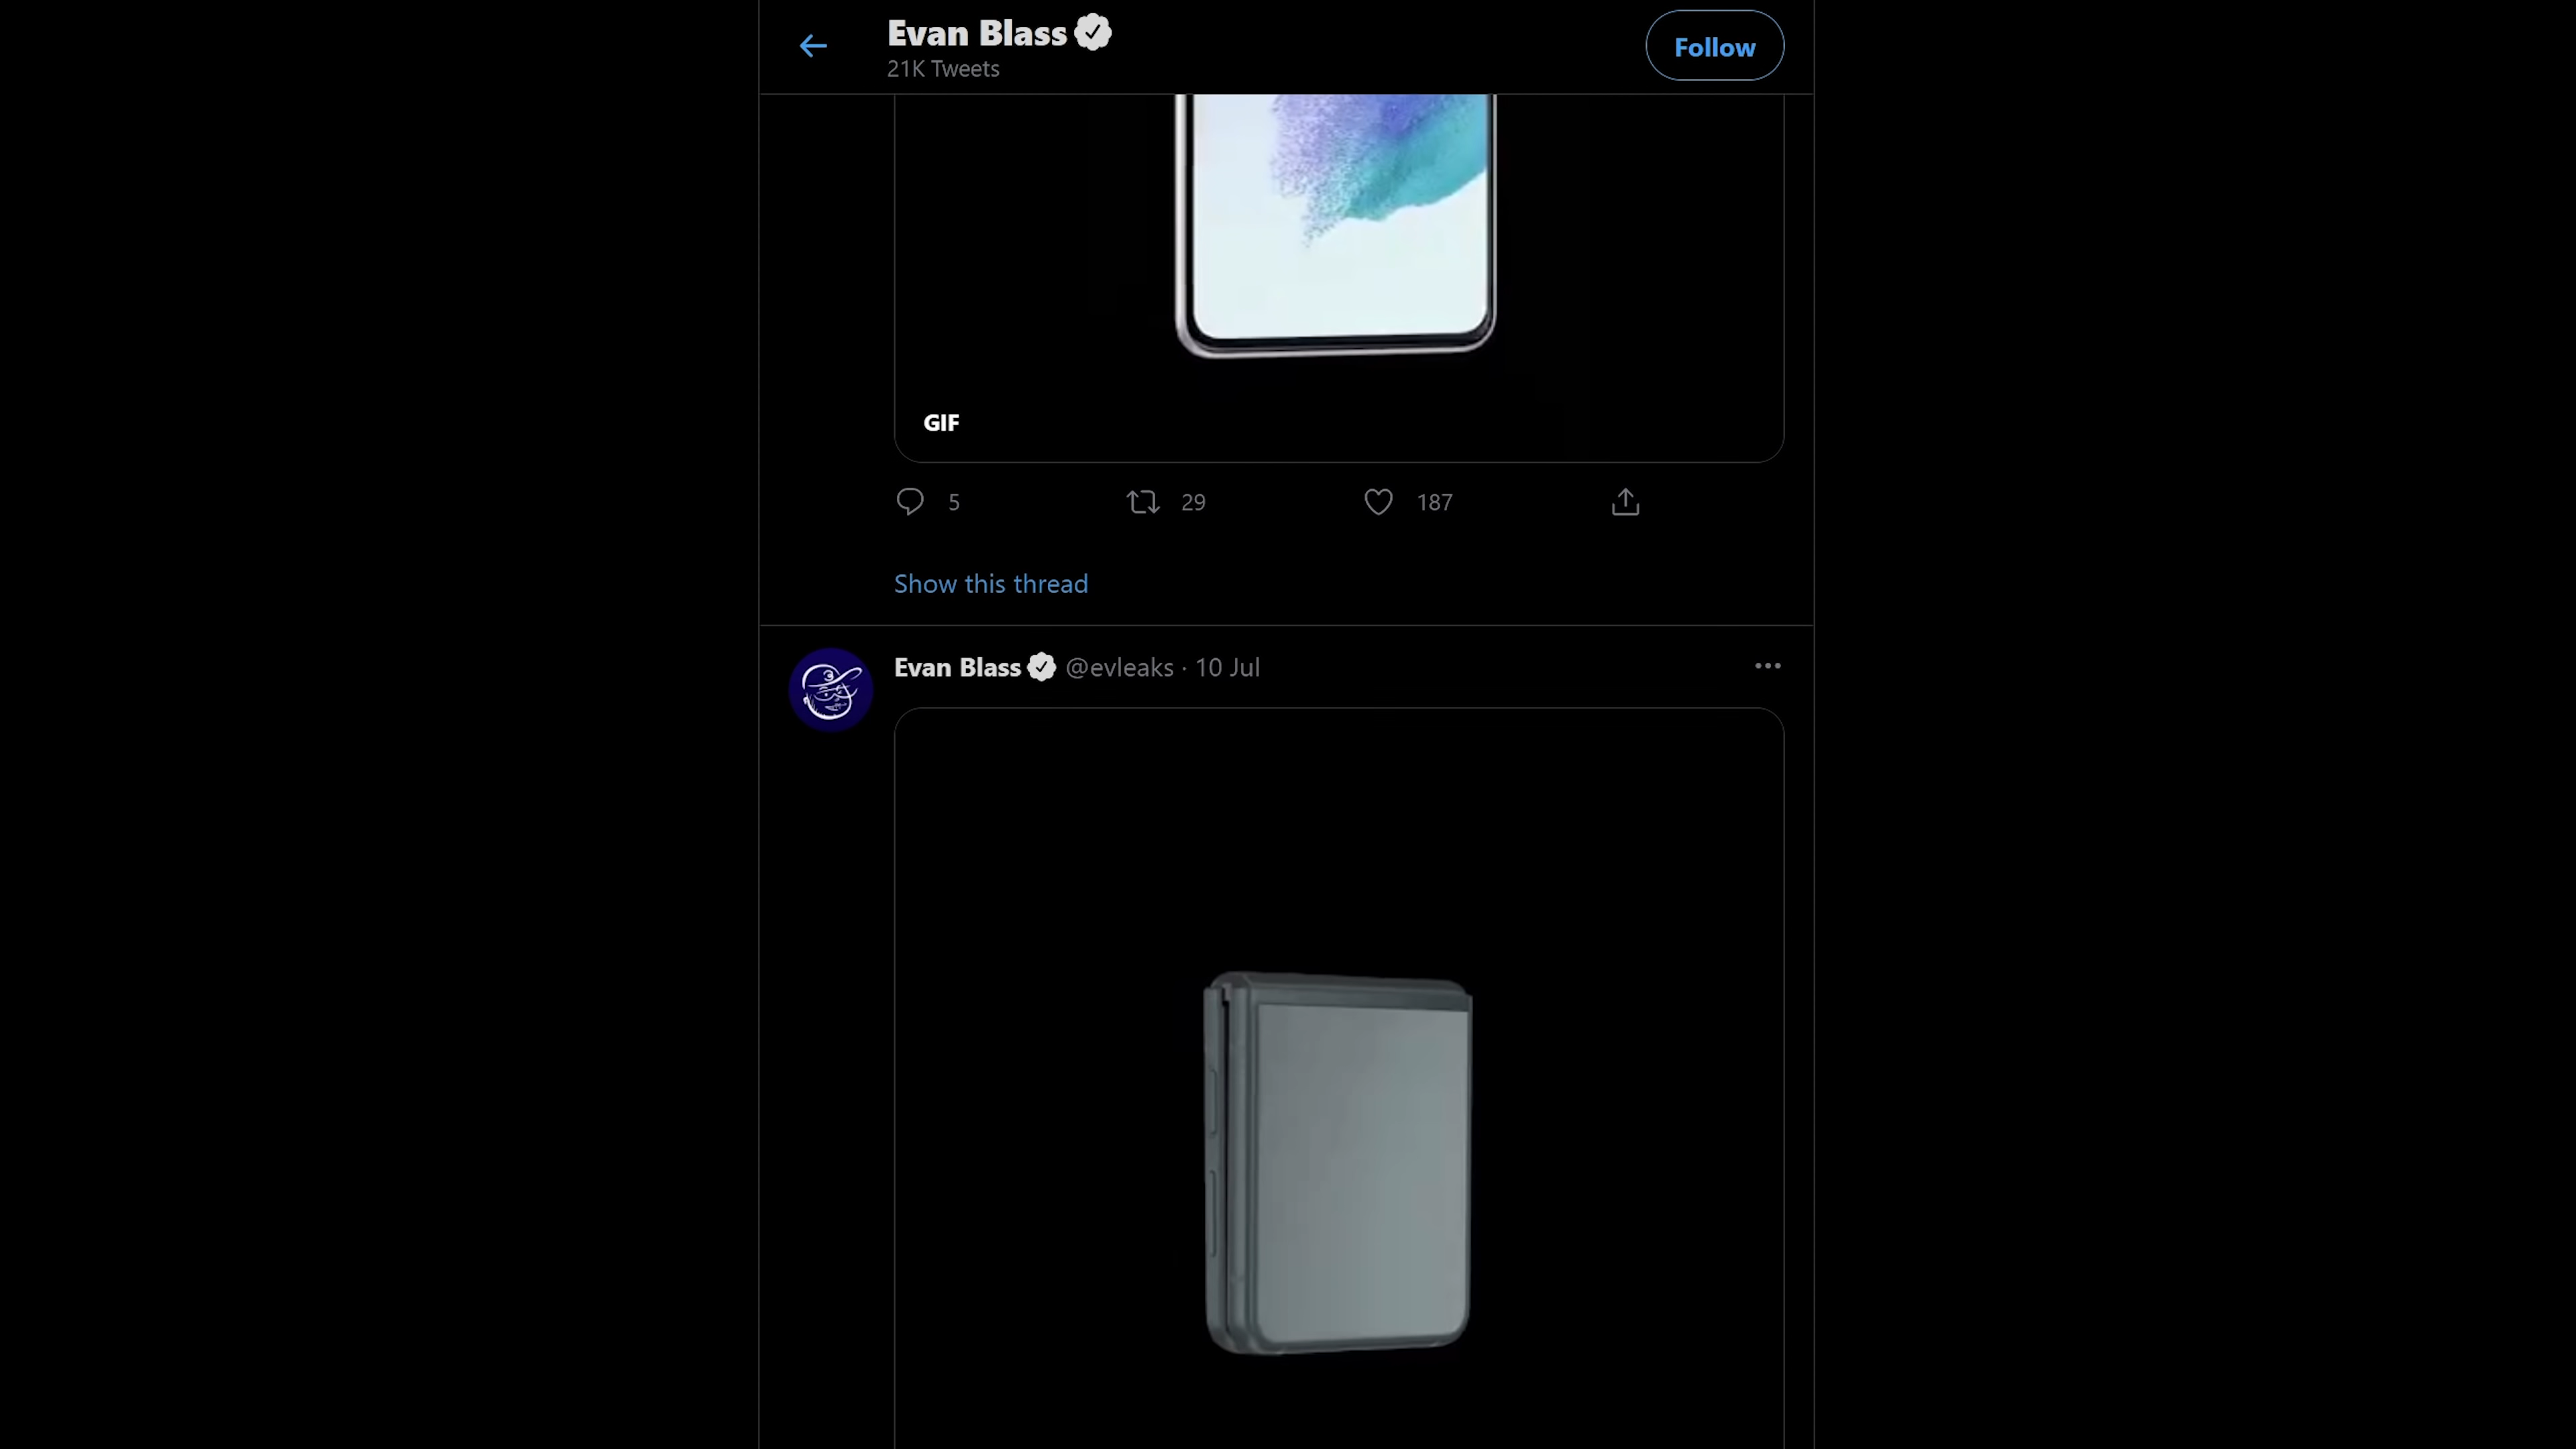 Evan Blass
21K Tweets
Follow
GIF
5
29
187
Show this thread
Evan Blass @evleaks · 10 Jul